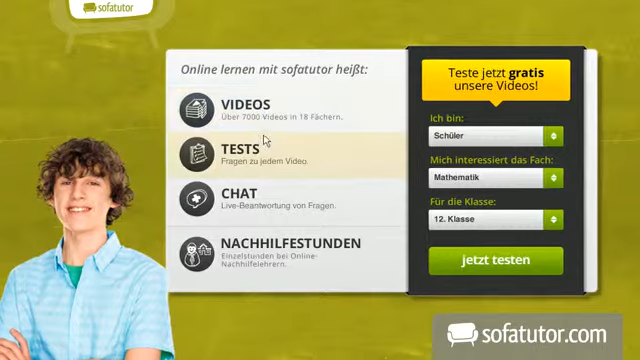 sofatutor
Online lernen mit sofatutor heißt:
VIDEOS
Über 7000 Videos in 18 Fächern.
TESTS
Fragen zu jedem Video.
CHAT
Live-Beantwortung von Fragen.
NACHHILFESTUNDEN
Einzelstunden bei Online-
Nachhilfelehrern.
Teste jetzt gratis
unsere Videos!
Ich bin:
Schüler
Mich interessiert das Fach:
Mathematik
Für die Klasse:
12. Klasse
jetzt testen
sofatutor.com